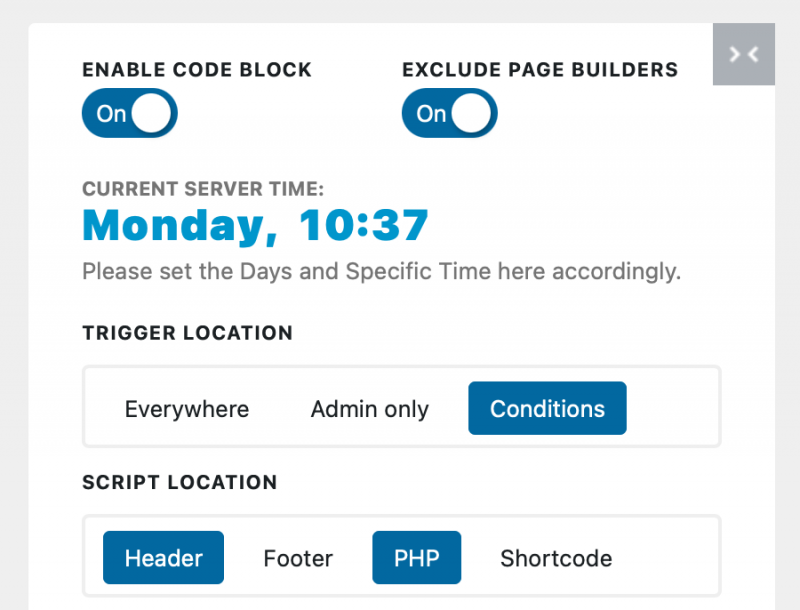 ENABLE CODE BLOCK EXCLUDE PAGE BUILDERS
On On
CURRENT SERVER TIME:
Monday, 10:37
Please set the Days and Specific Time here accordingly.
TRIGGER LOCATION
Everywhere Admin only Conditions
SCRIPT LOCATION
Header Footer PHP Shortcode